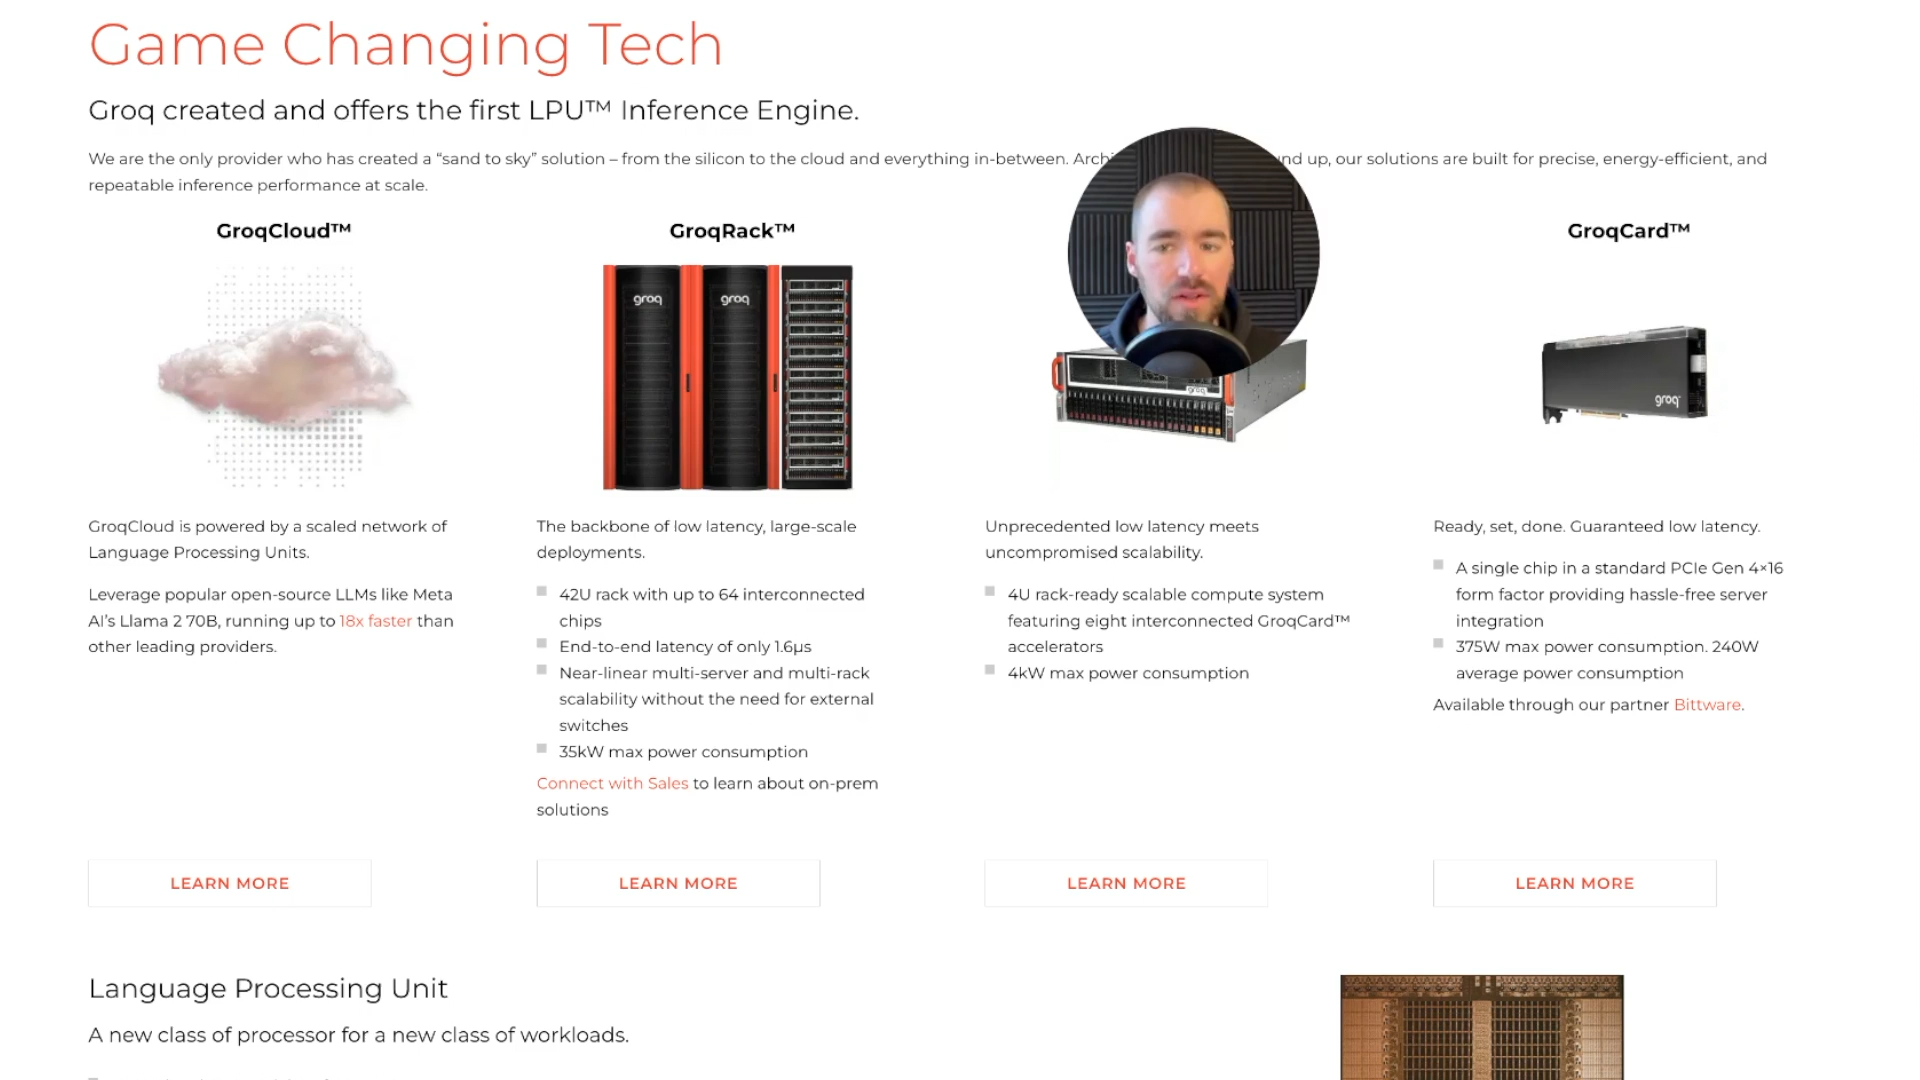 Game Changing Tech
Groq created and offers the first LPU™ Inference Engine.
We are the only provider who has created a “sand to sky” solution – from the silicon to the cloud and everything in-between. Archi nd up, our solutions are built for precise, energy-efficient, and
repeatable inference performance at scale.
GroqCloud™
GroqCloud is powered by a scaled network of
Language Processing Units.
Leverage popular open-source LLMs like Meta
AI’s Llama 2 70B, running up to 18x faster than
other leading providers.
LEARN MORE
GroqRack™
groq
groq
The backbone of low latency, large-scale
deployments.
42U rack with up to 64 interconnected
chips
End-to-end latency of only 1.6µs
Near-linear multi-server and multi-rack
scalability without the need for external
switches
35kW max power consumption
Connect with Sales to learn about on-prem
solutions
LEARN MORE
groq
Unprecedented low latency meets
uncompromised scalability.
4U rack-ready scalable compute system
featuring eight interconnected GroqCard™
accelerators
4kW max power consumption
LEARN MORE
GroqCard™
groq
Ready, set, done. Guaranteed low latency.
A single chip in a standard PCIe Gen 4×16
form factor providing hassle-free server
integration
375W max power consumption. 240W
average power consumption
Available through our partner Bittware.
LEARN MORE
Language Processing Unit
A new class of processor for a new class of workloads.